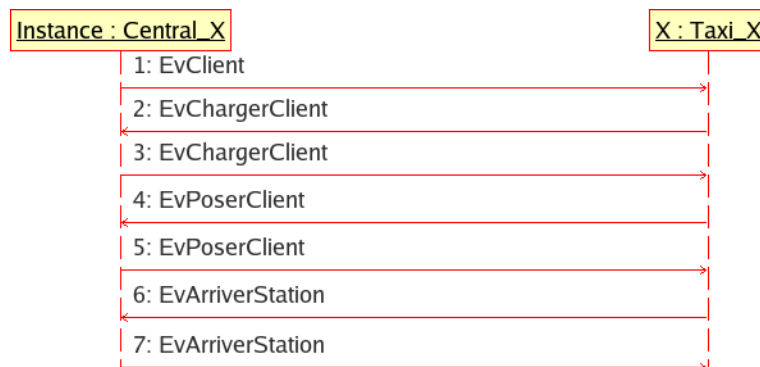 Instance : Central_X
X : Taxi_X
1: EvClient
2: EvChargerClient
3: EvChargerClient
4: EvPoserClient
5: EvPoserClient
6: EvArriverStation
7: EvArriverStation